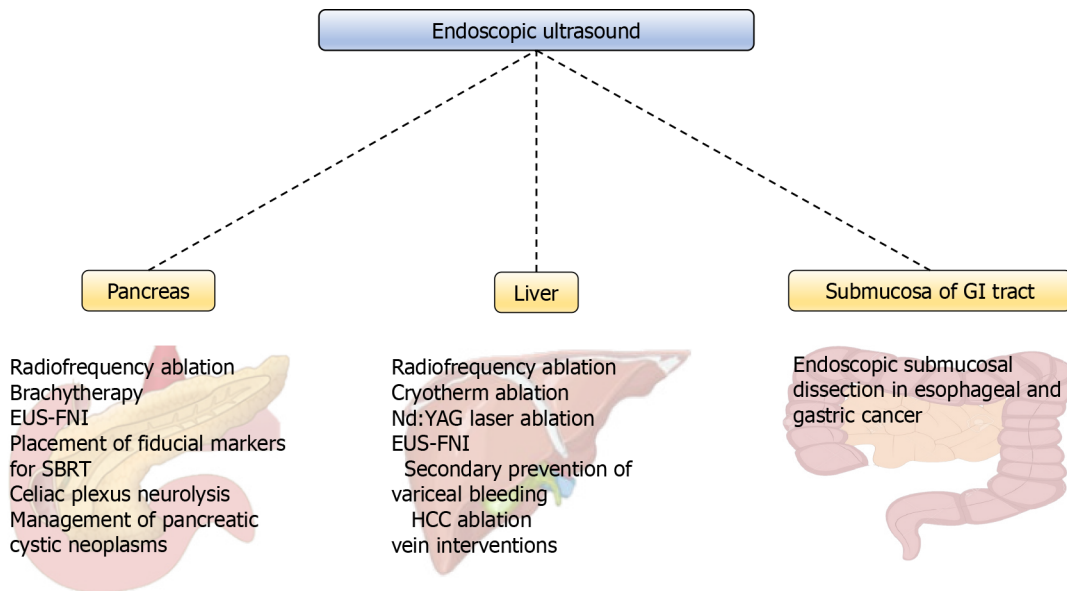 Endoscopic ultrasound
Pancreas
Liver
Submucosa of GI tract
Radiofrequency ablation
Brachytherapy
EUS-FNI
Placement of fiducial markers
for SBRT
Celiac plexus neurolysis
Management of pancreatic
cystic neoplasms
Radiofrequency ablation
Cryotherm ablation
Nd:YAG laser ablation
EUS-FNI
Secondary prevention of
variceal bleeding
HCC ablation
vein interventions
Endoscopic submucosal
dissection in esophageal and
gastric cancer